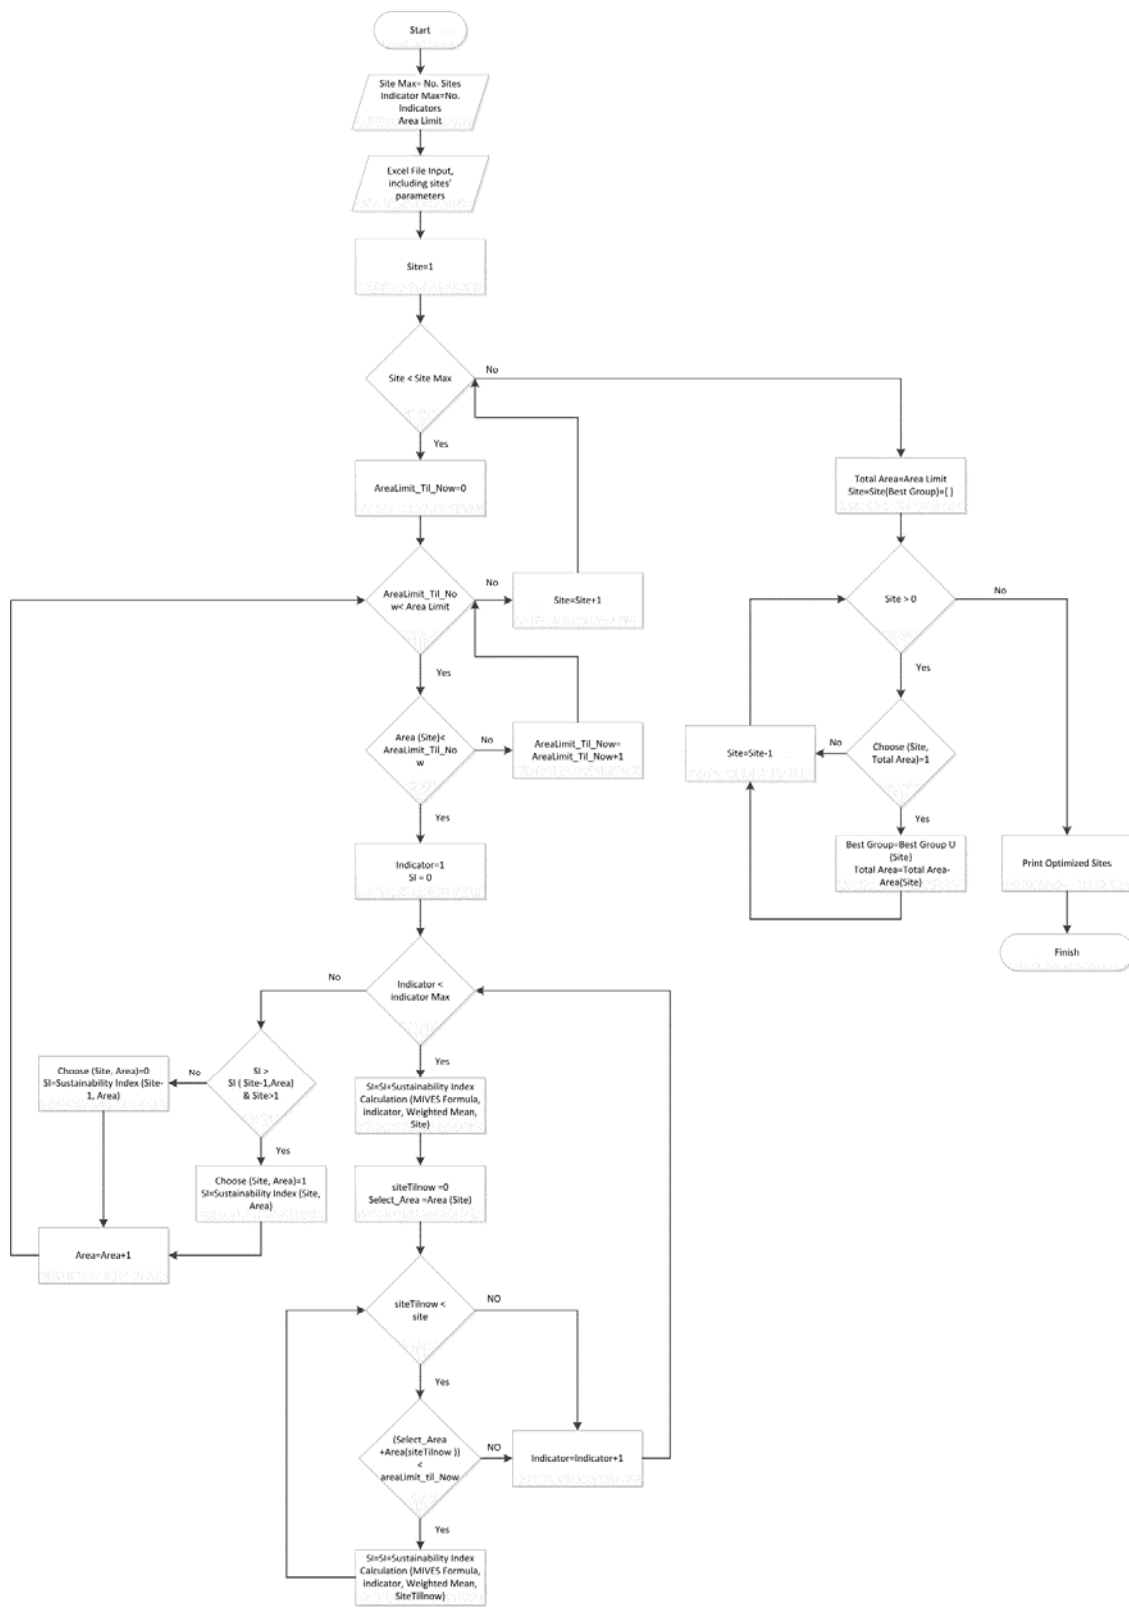 Start
Site Max= No. Sites
Indicator Max=No.
Indicators
Area Limit
Excel File Input,
including sites'
parameters
Site=1
Site < Site Max
No
Yes
AreaLimit_Til_Now=0
AreaLimit_Til_No
w< Area Limit
No
Site=Site+1
Yes
Area (Site)<
AreaLimit_Til_No
w
No
AreaLimit_Til_Now=
AreaLimit_Til_Now+1
Yes
Indicator=1
SI = 0
Indicator <
indicator Max
No
Yes
SI >
SI ( Site-1,Area)
& Site>1
No
Choose (Site, Area)=0
SI=Sustainability Index (Site-
1, Area)
Yes
Choose (Site, Area)=1
SI=Sustainability Index (Site,
Area)
Area=Area+1
SI=SI+Sustainability Index
Calculation (MIVES Formula,
indicator, Weighted Mean,
Site)
siteTilnow =0
Select_Area =Area (Site)
siteTilnow <
site
NO
Yes
(Select_Area
+Area(siteTilnow ))
<
areaLimit_til_Now
NO
Indicator=Indicator+1
Yes
SI=SI+Sustainability Index
Calculation (MIVES Formula,
indicator, Weighted Mean,
SiteTillnow)
Total Area=Area Limit
Site=Site(Best Group)={ }
Site > 0
No
Yes
Choose (Site,
Total Area)=1
No
Site=Site-1
Yes
Best Group=Best Group U
(Site)
Total Area=Total Area-
Area(Site)
Print Optimized Sites
Finish